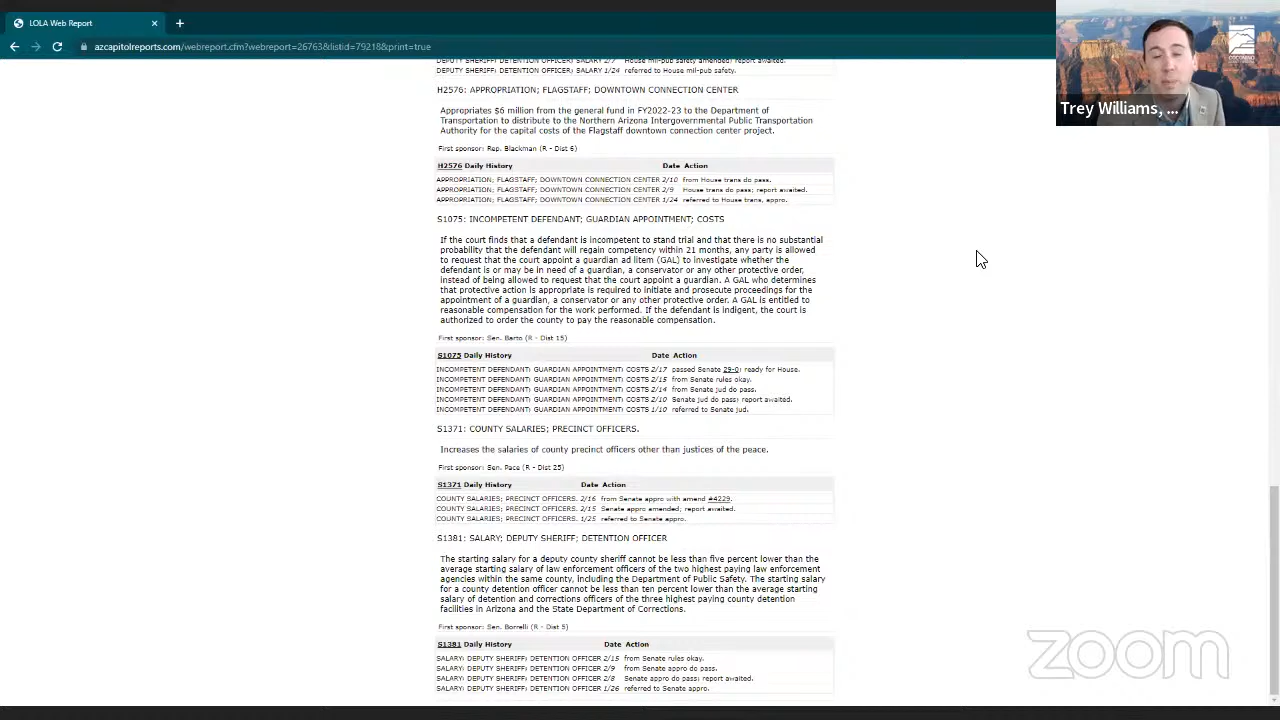 LOLA Web Report
azcapitolreports.com/webreport.cfm?webreport=26763&listid=79218&print=true
DEPUTY SHERIFF; DETENTION OFFICER; SALARY 2/7 House mil-pub safety amended; report awaited.
DEPUTY SHERIFF; DETENTION OFFICER; SALARY 1/24 referred to House mil-pub safety.
H2576: APPROPRIATION; FLAGSTAFF; DOWNTOWN CONNECTION CENTER
Appropriates $6 million from the general fund in FY2022-23 to the Department of
Transportation to distribute to the Northern Arizona Intergovernmental Public Transportation
Authority for the capital costs of the Flagstaff downtown connection center project.
First sponsor: Rep. Blackman (R - Dist 6)
H2576 Daily History Date Action
APPROPRIATION; FLAGSTAFF; DOWNTOWN CONNECTION CENTER 2/10 from House trans do pass.
APPROPRIATION; FLAGSTAFF; DOWNTOWN CONNECTION CENTER 2/9 House trans do pass; report awaited.
APPROPRIATION; FLAGSTAFF; DOWNTOWN CONNECTION CENTER 1/24 referred to House trans, appro.
S1075: INCOMPETENT DEFENDANT; GUARDIAN APPOINTMENT; COSTS
If the court finds that a defendant is incompetent to stand trial and that there is no substantial
probability that the defendant will regain competency within 21 months, any party is allowed
to request that the court appoint a guardian ad litem (GAL) to investigate whether the
defendant is or may be in need of a guardian, a conservator or any other protective order,
instead of being allowed to request that the court appoint a guardian. A GAL who determines
that protective action is appropriate is required to initiate and prosecute proceedings for the
appointment of a guardian, a conservator or any other protective order. A GAL is entitled to
reasonable compensation for the work performed. If the defendant is indigent, the court is
authorized to order the county to pay the reasonable compensation.
First sponsor: Sen. Barto (R - Dist 15)
S1075 Daily History Date Action
INCOMPETENT DEFENDANT; GUARDIAN APPOINTMENT; COSTS 2/17 passed Senate 29-0; ready for House.
INCOMPETENT DEFENDANT; GUARDIAN APPOINTMENT; COSTS 2/15 from Senate rules okay.
INCOMPETENT DEFENDANT; GUARDIAN APPOINTMENT; COSTS 2/14 from Senate jud do pass.
INCOMPETENT DEFENDANT; GUARDIAN APPOINTMENT; COSTS 2/10 Senate jud do pass; report awaited.
INCOMPETENT DEFENDANT; GUARDIAN APPOINTMENT; COSTS 1/10 referred to Senate jud.
S1371: COUNTY SALARIES; PRECINCT OFFICERS.
Increases the salaries of county precinct officers other than justices of the peace.
First sponsor: Sen. Pace (R - Dist 25)
S1371 Daily History Date Action
COUNTY SALARIES; PRECINCT OFFICERS. 2/16 from Senate appro with amend #4229.
COUNTY SALARIES; PRECINCT OFFICERS. 2/15 Senate appro amended; report awaited.
COUNTY SALARIES; PRECINCT OFFICERS. 1/25 referred to Senate appro.
S1381: SALARY; DEPUTY SHERIFF; DETENTION OFFICER
The starting salary for a deputy county sheriff cannot be less than five percent lower than the
average starting salary of law enforcement officers of the two highest paying law enforcement
agencies within the same county, including the Department of Public Safety. The starting salary
for a county detention officer cannot be less than ten percent lower than the average starting
salary of detention and corrections officers of the three highest paying county detention
facilities in Arizona and the State Department of Corrections.
First sponsor: Sen. Borrelli (R - Dist 5)
S1381 Daily History Date Action
SALARY; DEPUTY SHERIFF; DETENTION OFFICER 2/15 from Senate rules okay.
SALARY; DEPUTY SHERIFF; DETENTION OFFICER 2/9 from Senate appro do pass.
SALARY; DEPUTY SHERIFF; DETENTION OFFICER 2/8 Senate appro do pass; report awaited.
SALARY; DEPUTY SHERIFF; DETENTION OFFICER 1/26 referred to Senate appro.
COCONINO
Trey Williams, ...
zoom